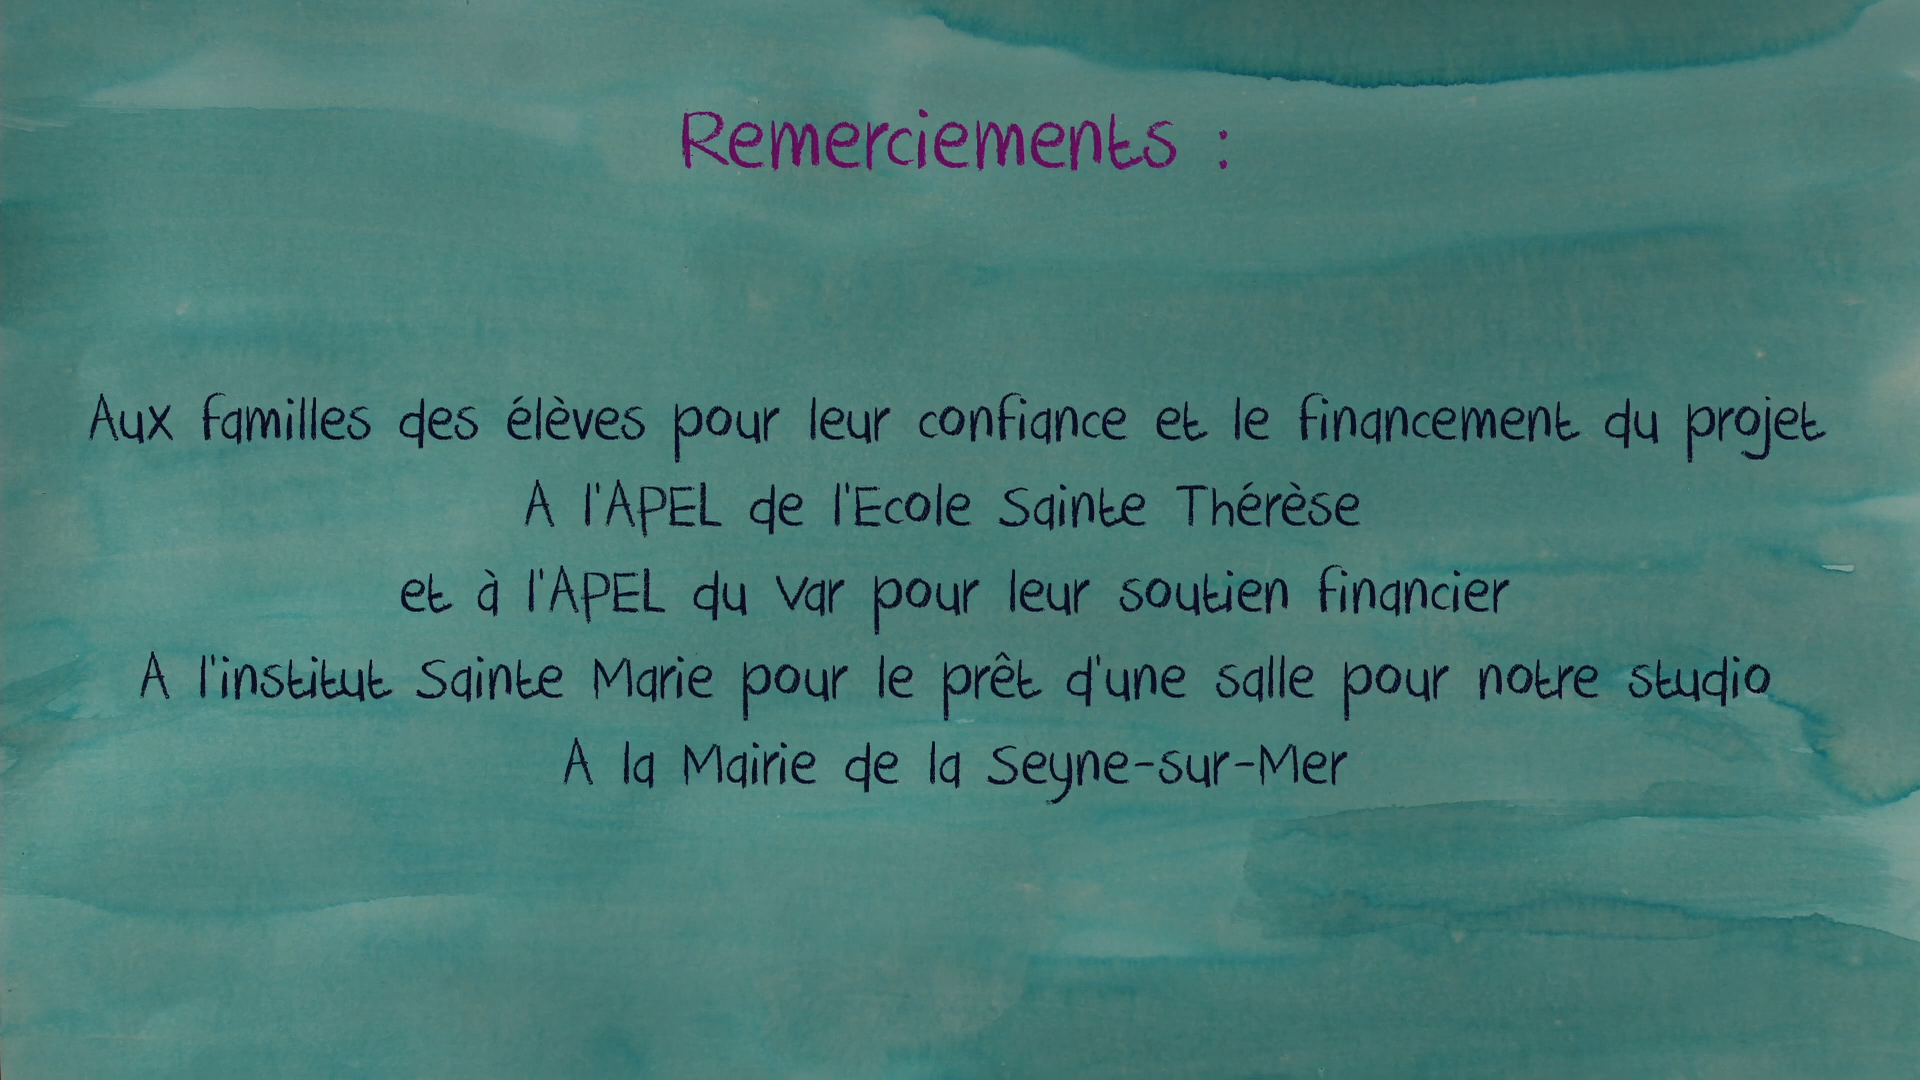 Remerciements :
Aux familles des élèves pour leur confiance et le financement du projet
A l'APEL de l'Ecole Sainte Thérèse
et à l'APEL du Var pour leur soutien financier
A l'institut Sainte Marie pour le prêt d'une salle pour notre studio
A la Mairie de la Seyne-sur-Mer